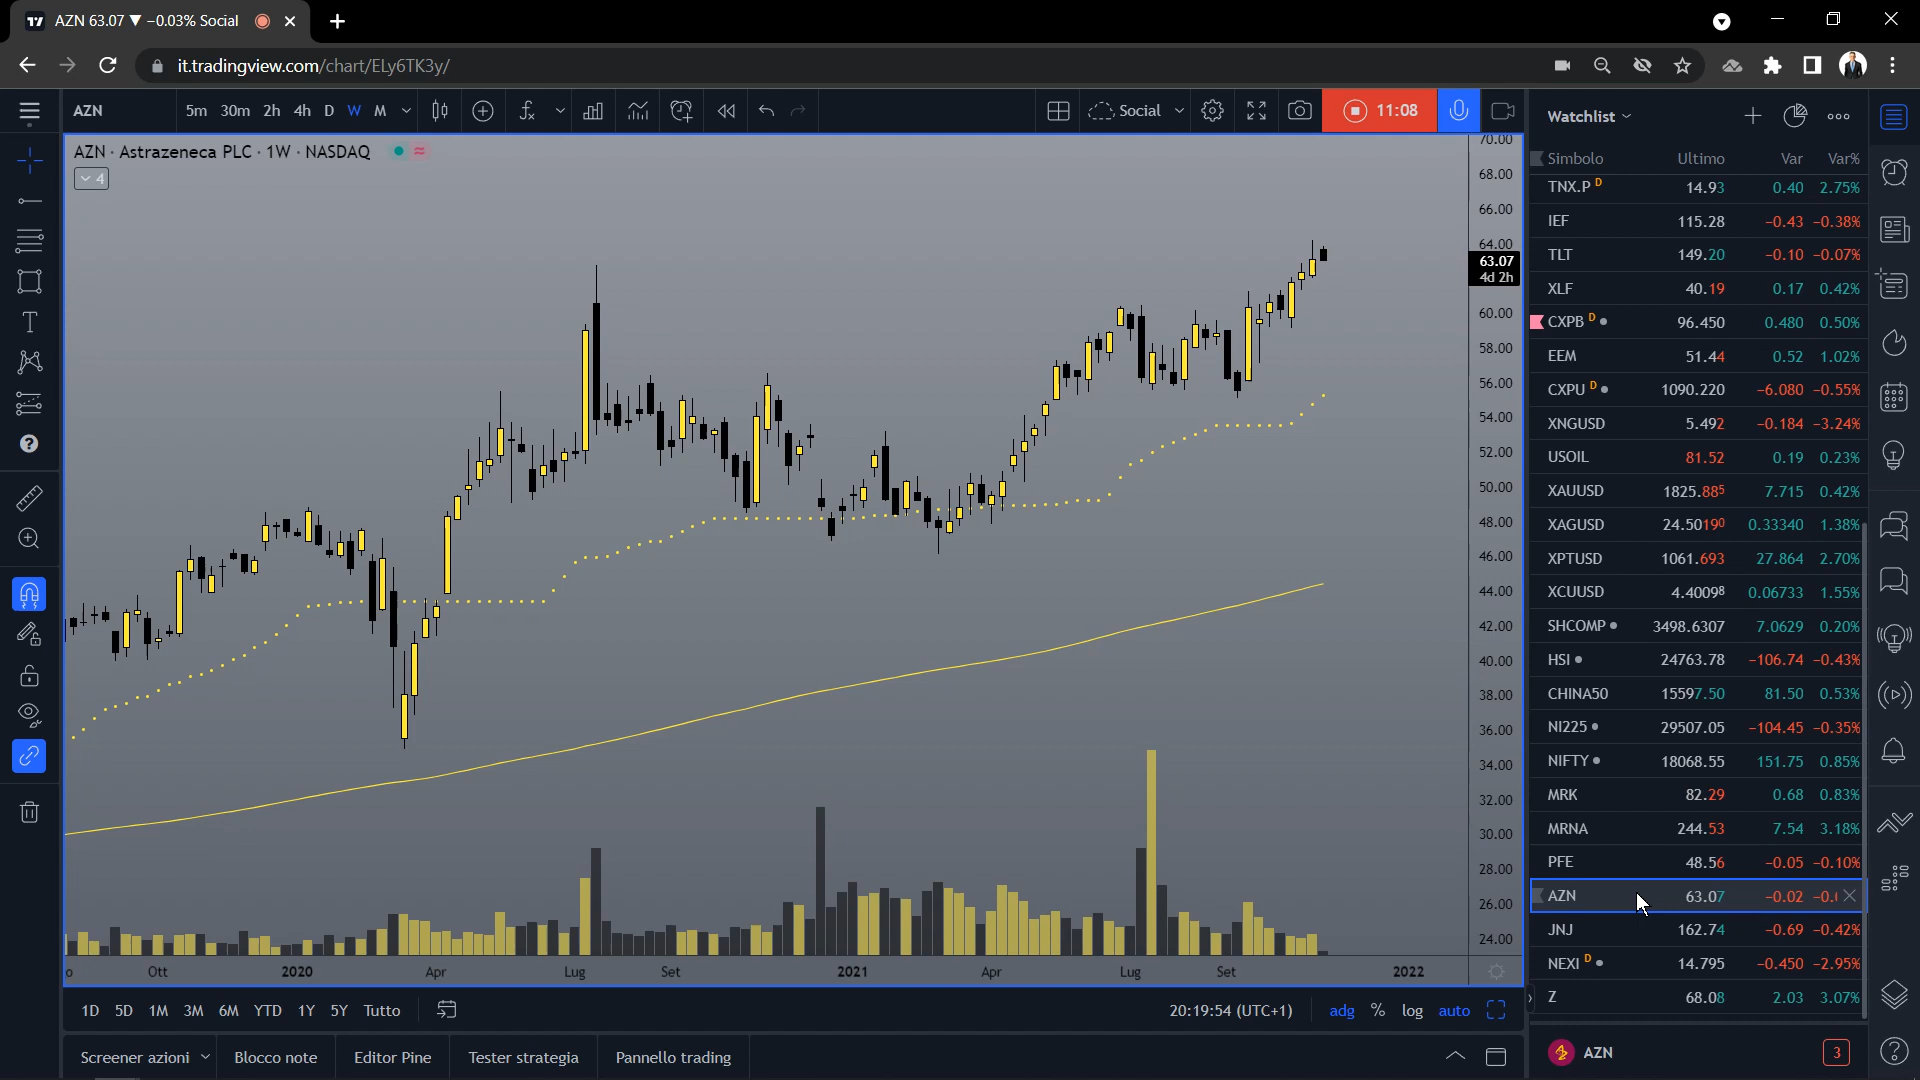 AZN 63.07 ▼ −0.03% Social
it.tradingview.com/chart/ELy6TK3y/
AZN 5m 30m 2h 4h D W M Social 11:08
AZN · Astrazeneca PLC · 1W · NASDAQ
4
70.00
68.00
66.00
64.00
63.07
4d 2h
60.00
58.00
56.00
54.00
52.00
50.00
48.00
46.00
44.00
42.00
40.00
38.00
36.00
34.00
32.00
30.00
28.00
26.00
24.00
o Ott 2020 Apr Lug Set 2021 Apr Lug Set 2022
1D 5D 1M 3M 6M YTD 1Y 5Y Tutto 20:19:54 (UTC+1) adg % log auto
Screener azioni Blocco note Editor Pine Tester strategia Pannello trading
Watchlist
Simbolo Ultimo Var Var%
TNX.P D 14.93 0.40 2.75%
IEF 115.28 −0.43 −0.38%
TLT 149.20 −0.10 −0.07%
XLF 40.19 0.17 0.42%
CXPB D 96.450 0.480 0.50%
EEM 51.44 0.52 1.02%
CXPU D 1090.220 −6.080 −0.55%
XNGUSD 5.492 −0.184 −3.24%
USOIL 81.52 0.19 0.23%
XAUUSD 1825.885 7.715 0.42%
XAGUSD 24.50190 0.33340 1.38%
XPTUSD 1061.693 27.864 2.70%
XCUUSD 4.40098 0.06733 1.55%
SHCOMP 3498.6307 7.0629 0.20%
HSI 24763.78 −106.74 −0.43%
CHINA50 15597.50 81.50 0.53%
NI225 29507.05 −104.45 −0.35%
NIFTY 18068.55 151.75 0.85%
MRK 82.29 0.68 0.83%
MRNA 244.53 7.54 3.18%
PFE 48.56 −0.05 −0.10%
AZN 63.07 −0.02 −0.
JNJ 162.74 −0.69 −0.42%
NEXI D 14.795 −0.450 −2.95%
Z 68.08 2.03 3.07%
AZN 3